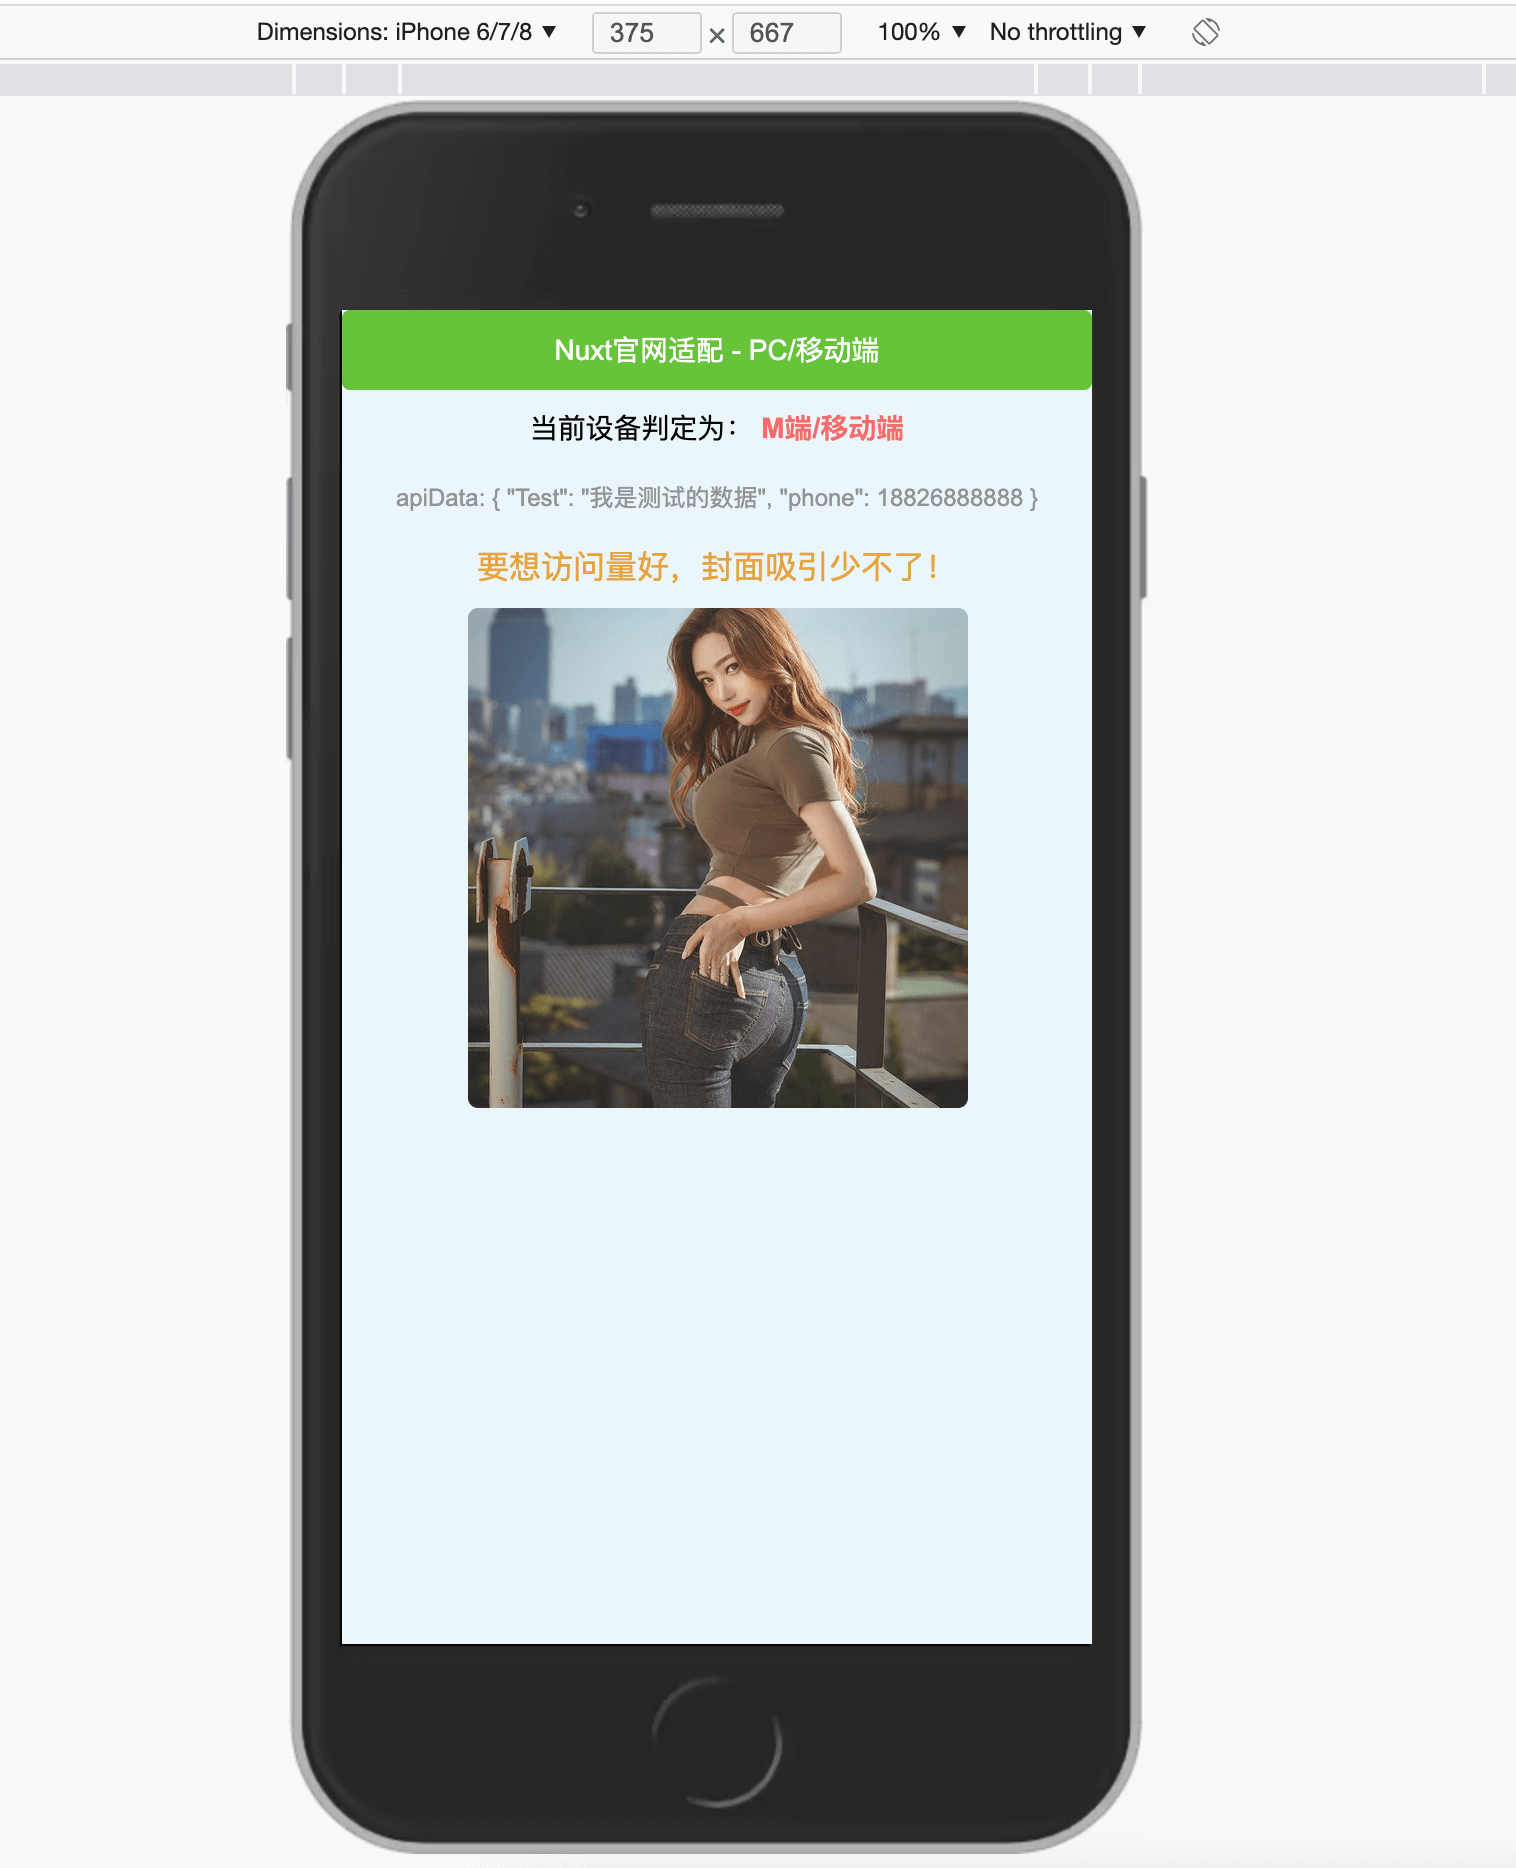 Dimensions: iPhone 6/7/8 ▼ 375 × 667 100% ▼ No throttling ▼
Nuxt官网适配 - PC/移动端
当前设备判定为： M端/移动端
apiData: { "Test": "我是测试的数据", "phone": 18826888888 }
要想访问量好，封面吸引少不了！